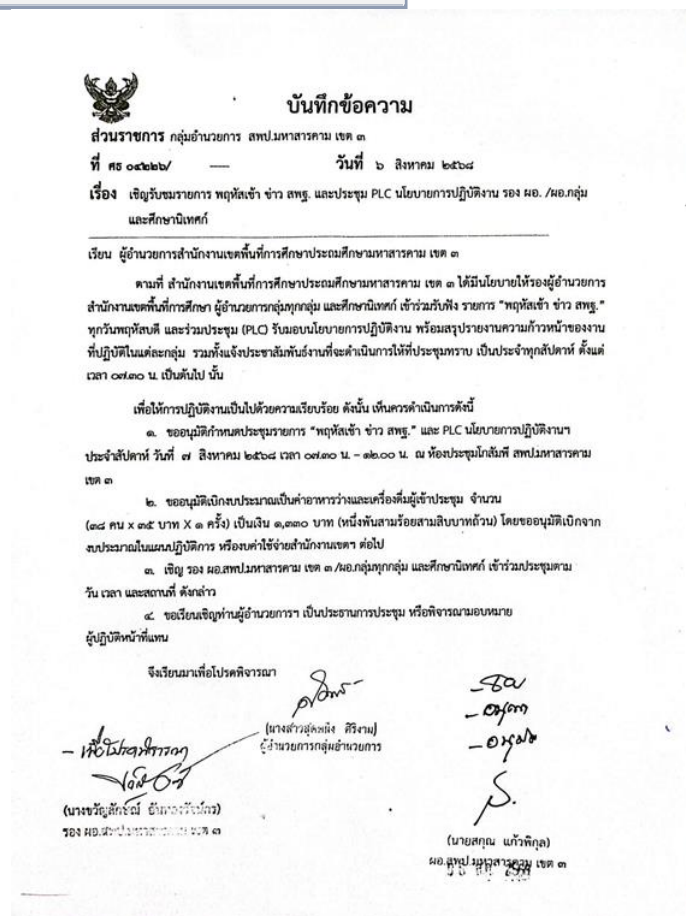 บันทึกข้อความ
ส่วนราชการ กลุ่มอำนวยการ สพป.มหาสารคาม เขต ๓
ที่ ศธ ๐๔๒๒๖/ วันที่ ๖ สิงหาคม ๒๕๖๘
เรื่อง เชิญรับชมรายการ พฤหัสเช้า ข่าว สพฐ. และประชุม PLC นโยบายการปฏิบัติงาน รอง ผอ. /ผอ.กลุ่ม
และศึกษานิเทศก์
เรียน ผู้อำนวยการสำนักงานเขตพื้นที่การศึกษาประถมศึกษามหาสารคาม เขต ๓
ตามที่ สำนักงานเขตพื้นที่การศึกษาประถมศึกษามหาสารคาม เขต ๓ ได้มีนโยบายให้รองผู้อำนวยการ
สำนักงานเขตพื้นที่การศึกษา ผู้อำนวยการกลุ่มทุกกลุ่ม และศึกษานิเทศก์ เข้าร่วมรับฟัง รายการ "พฤหัสเช้า ข่าว สพฐ."
ทุกวันพฤหัสบดี และร่วมประชุม (PLC) รับมอบนโยบายการปฏิบัติงาน พร้อมสรุปรายงานความก้าวหน้าของงาน
ที่ปฏิบัติในแต่ละกลุ่ม รวมทั้งแจ้งประชาสัมพันธ์งานที่จะดำเนินการให้ที่ประชุมทราบ เป็นประจำทุกสัปดาห์ ตั้งแต่
เวลา ๐๗.๓๐ น. เป็นต้นไป นั้น
เพื่อให้การปฏิบัติงานเป็นไปด้วยความเรียบร้อย ดังนั้น เห็นควรดำเนินการดังนี้
๑. ขออนุมัติกำหนดประชุมรายการ "พฤหัสเช้า ข่าว สพฐ." และ PLC นโยบายการปฏิบัติงานฯ
ประจำสัปดาห์ วันที่ ๗ สิงหาคม ๒๕๖๘ เวลา ๐๗.๓๐ น. – ๑๒.๐๐ น. ณ ห้องประชุมโกสัมพี สพป.มหาสารคาม
เขต ๓
๒. ขออนุมัติเบิกงบประมาณเป็นค่าอาหารว่างและเครื่องดื่มผู้เข้าประชุม จำนวน
(๓๘ คน x ๓๕ บาท X ๑ ครั้ง) เป็นเงิน ๑,๓๓๐ บาท (หนึ่งพันสามร้อยสามสิบบาทถ้วน) โดยขออนุมัติเบิกจาก
งบประมาณในแผนปฏิบัติการ หรืองบค่าใช้จ่ายสำนักงานเขตฯ ต่อไป
๓. เชิญ รอง ผอ.สพป.มหาสารคาม เขต ๓ /ผอ.กลุ่มทุกกลุ่ม และศึกษานิเทศก์ เข้าร่วมประชุมตาม
วัน เวลา และสถานที่ ดังกล่าว
๔. ขอเรียนเชิญท่านผู้อำนวยการฯ เป็นประธานการประชุม หรือพิจารณามอบหมาย
ผู้ปฏิบัติหน้าที่แทน
จึงเรียนมาเพื่อโปรดพิจารณา
(นางสาวสุดหทัย ศิริงาม)
ผู้อำนวยการกลุ่มอำนวยการ
- เพื่อโปรดพิจารณา
(นางขวัญลักษณ์
รอง ผอ.สพป.มหาสารคาม เขต ๓
- อนุมัติ
(นายสกุณ แก้วพิกุล)
ผอ.สพป.มหาสารคาม เขต ๓